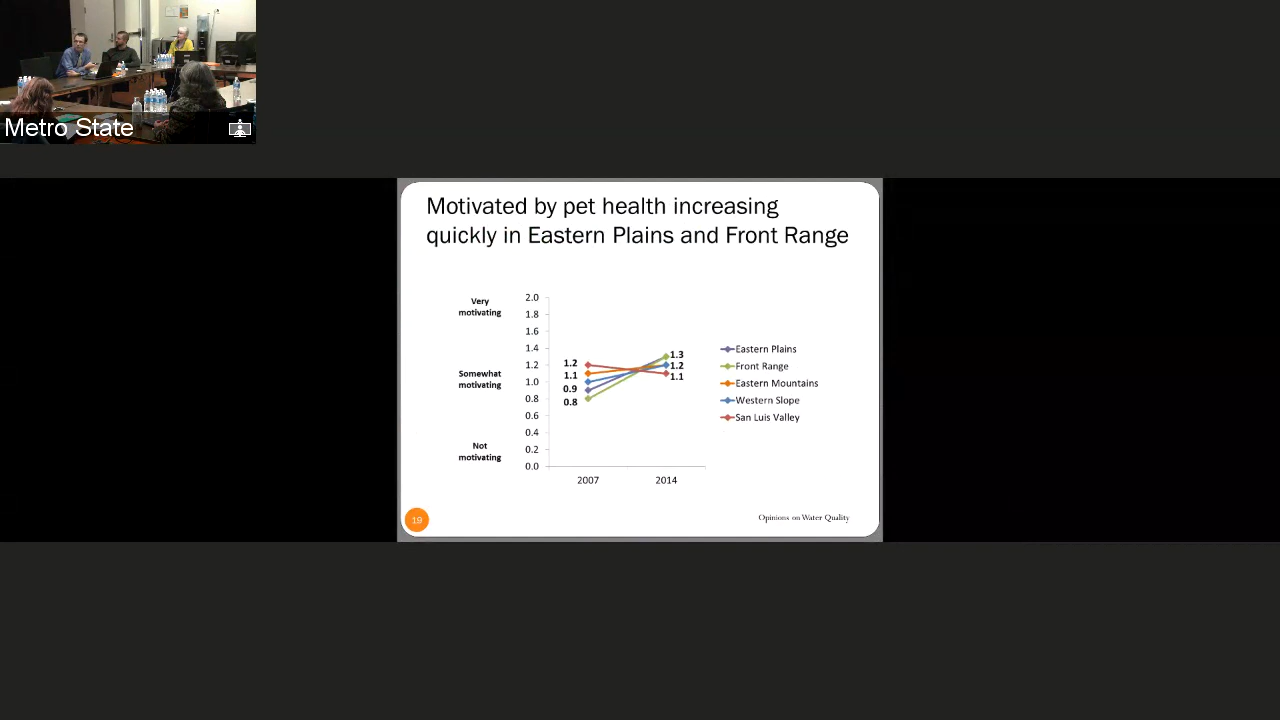 Metro State
Motivated by pet health increasing
quickly in Eastern Plains and Front Range
Very
motivating
Somewhat
motivating
Not
motivating
2.0
1.8
1.6
1.4
1.2
1.0
0.8
0.6
0.4
0.2
0.0
1.2
1.1
0.9
0.8
1.3
1.2
1.1
2007
2014
Eastern Plains
Front Range
Eastern Mountains
Western Slope
San Luis Valley
19
Opinions on Water Quality